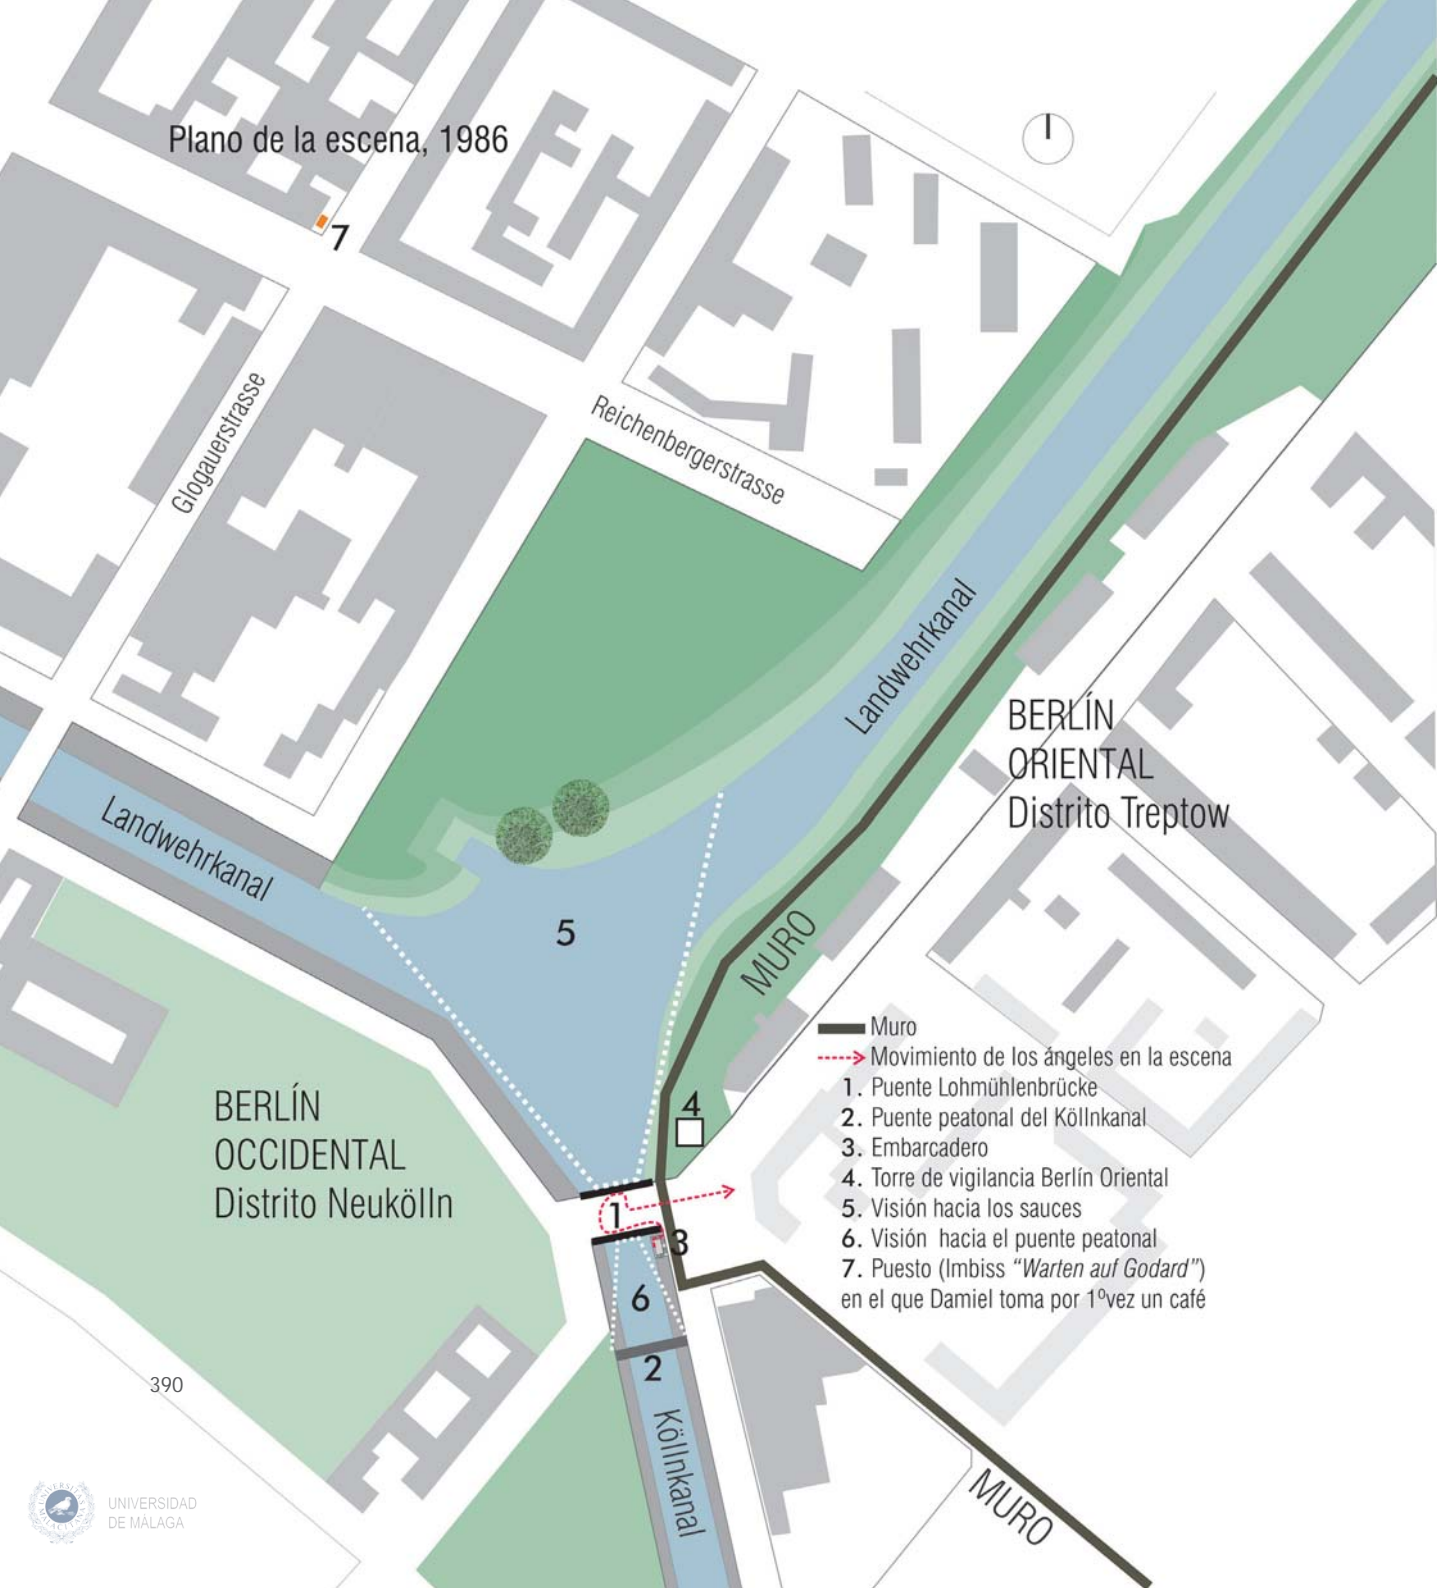 Plano de la escena, 1986
7
Glogauerstrasse
Reichenbergerstrasse
Landwehrkanal
Landwehrkanal
BERLÍN
ORIENTAL
Distrito Treptow
5
MURO
BERLÍN
OCCIDENTAL
Distrito Neukölln
4
1
3
6
2
Köllnkanal
MURO
Muro
Movimiento de los ángeles en la escena
1. Puente Lohmühlenbrücke
2. Puente peatonal del Köllnkanal
3. Embarcadero
4. Torre de vigilancia Berlín Oriental
5. Visión hacia los sauces
6. Visión hacia el puente peatonal
7. Puesto (Imbiss “Warten auf Godard”)
en el que Damiel toma por 1ºvez un café
390
UNIVERSIDAD
DE MÁLAGA